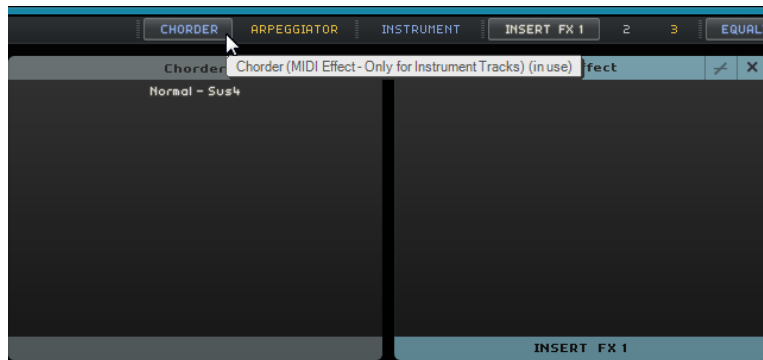 CHORDER ARPEGGIATOR INSTRUMENT INSERT FX 1 2 3 EQUAL
Chorder Chorder (MIDI Effect - Only for Instrument Tracks) (in use) ffect
Normal - Sus4
INSERT FX 1